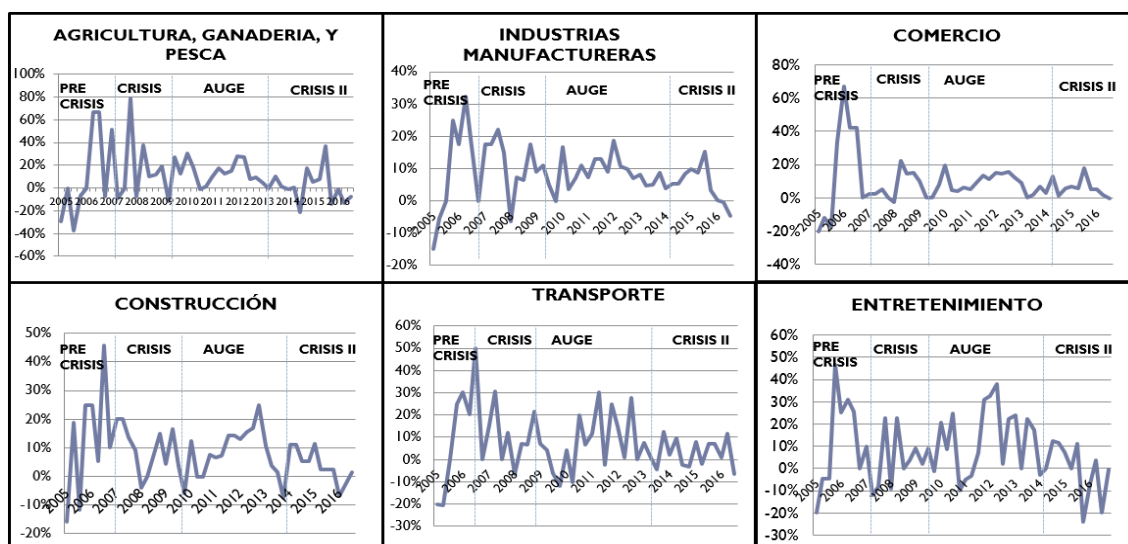 AGRICULTURA, GANADERIA, Y
PESCA
100%
80%
60%
40%
20%
0%
-20%
-40%
-60%
PRE
CRISIS
CRISIS
AUGE
CRISIS II
2005 2006 2007 2008 2009 2010 2011 2012 2013 2014 2015 2016
INDUSTRIAS
MANUFACTURERAS
40%
30%
20%
10%
0%
-10%
-20%
PRE
CRISIS
CRISIS
AUGE
CRISIS II
2005 2006 2007 2008 2009 2010 2011 2012 2013 2014 2015 2016
COMERCIO
80%
60%
40%
20%
0%
-20%
-40%
PRE
CRISIS
CRISIS
AUGE
CRISIS II
2005 2006 2007 2008 2009 2010 2011 2012 2013 2014 2015 2016
CONSTRUCCIÓN
50%
40%
30%
20%
10%
0%
-10%
-20%
PRE
CRISIS
CRISIS
AUGE
CRISIS II
2005 2006 2007 2008 2009 2010 2011 2012 2013 2014 2015 2016
TRANSPORTE
60%
50%
40%
30%
20%
10%
0%
-10%
-20%
-30%
PRE
CRISIS
CRISIS
AUGE
CRISIS II
2005 2006 2007 2008 2009 2010 2011 2012 2013 2014 2015 2016
ENTRETENIMIENTO
60%
50%
40%
30%
20%
10%
0%
-10%
-20%
-30%
PRE
CRISIS
CRISIS
AUGE
CRISIS II
2005 2006 2007 2008 2009 2010 2011 2012 2013 2014 2015 2016